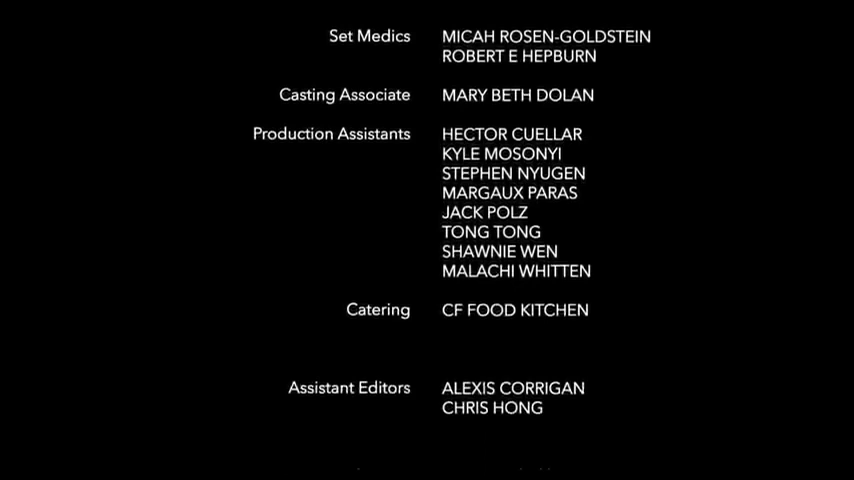 Set Medics MICAH ROSEN-GOLDSTEIN
ROBERT E HEPBURN
Casting Associate MARY BETH DOLAN
Production Assistants HECTOR CUELLAR
KYLE MOSONYI
STEPHEN NYUGEN
MARGAUX PARAS
JACK POLZ
TONG TONG
SHAWNIE WEN
MALACHI WHITTEN
Catering CF FOOD KITCHEN
Assistant Editors ALEXIS CORRIGAN
CHRIS HONG